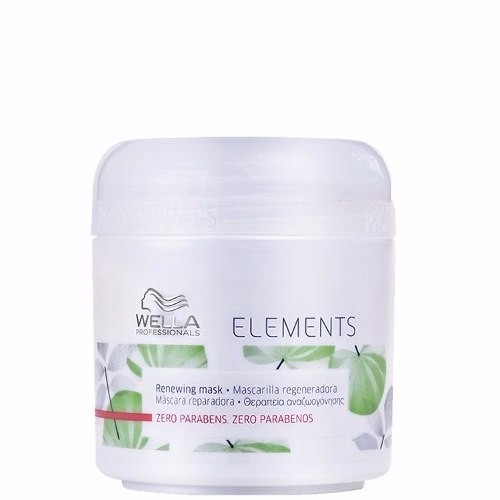 WELLA
PROFESSIONALS
ELEMENTS
Renewing mask • Mascarilla regeneradora
Máscara reparadora • Θεραπεία αναζωογόνησης
ZERO PARABENS. ZERO PARABENOS